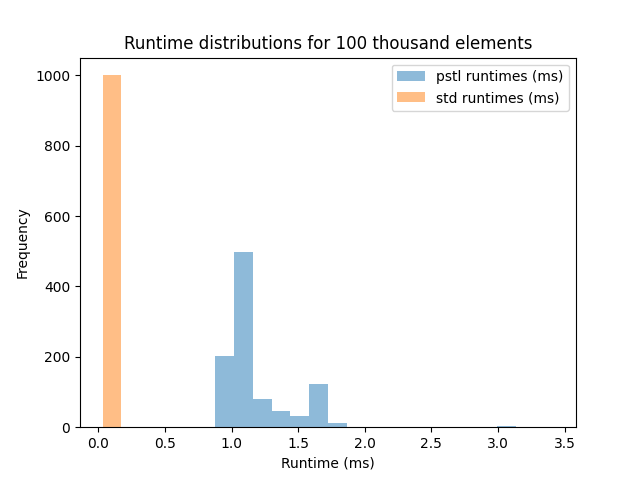 Runtime distributions for 100 thousand elements
pstl runtimes (ms)
std runtimes (ms)
1000
800
600
400
200
0
Frequency
0.0 0.5 1.0 1.5 2.0 2.5 3.0 3.5
Runtime (ms)